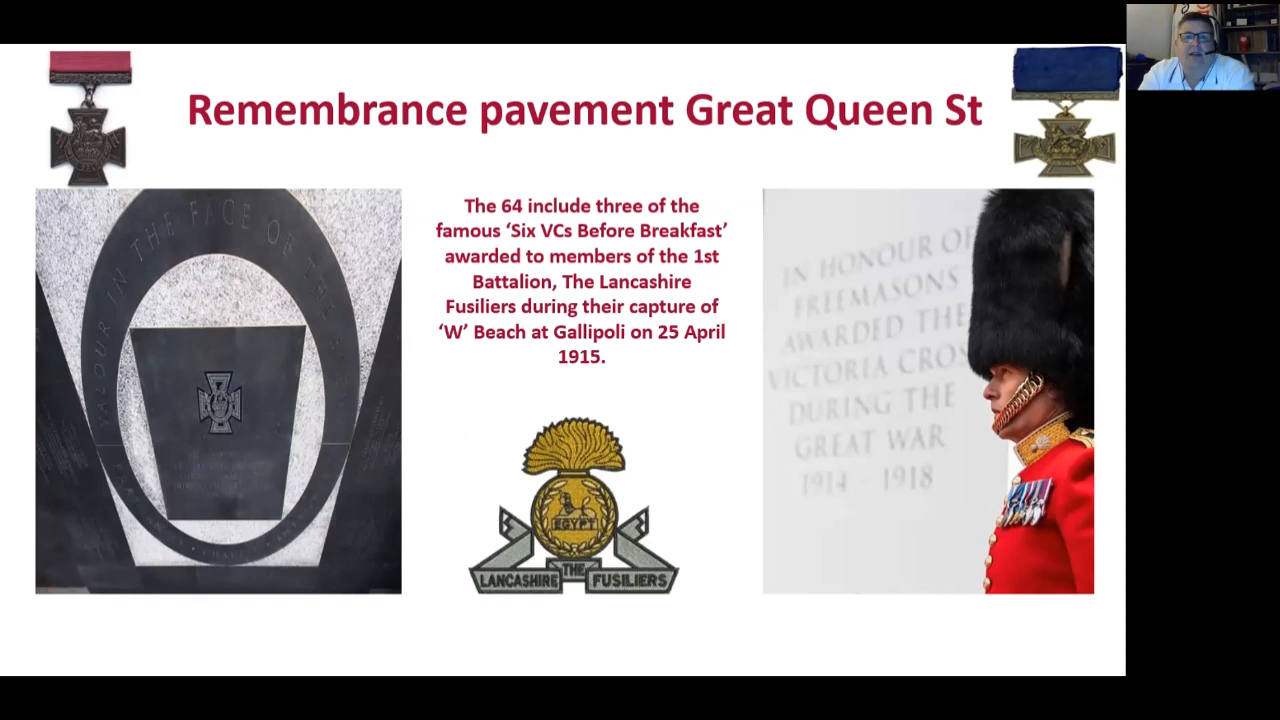 Remembrance pavement Great Queen St
VALOUR IN THE FACE OF THE
The 64 include three of the
famous ‘Six VCs Before Breakfast’
awarded to members of the 1st
Battalion, The Lancashire
Fusiliers during their capture of
‘W’ Beach at Gallipoli on 25 April
1915.
EGYPT
THE
LANCASHIRE FUSILIERS
IN HONOUR OF
FREEMASONS
AWARDED THE
VICTORIA CROS
DURING THE
GREAT WAR
1914 - 1918